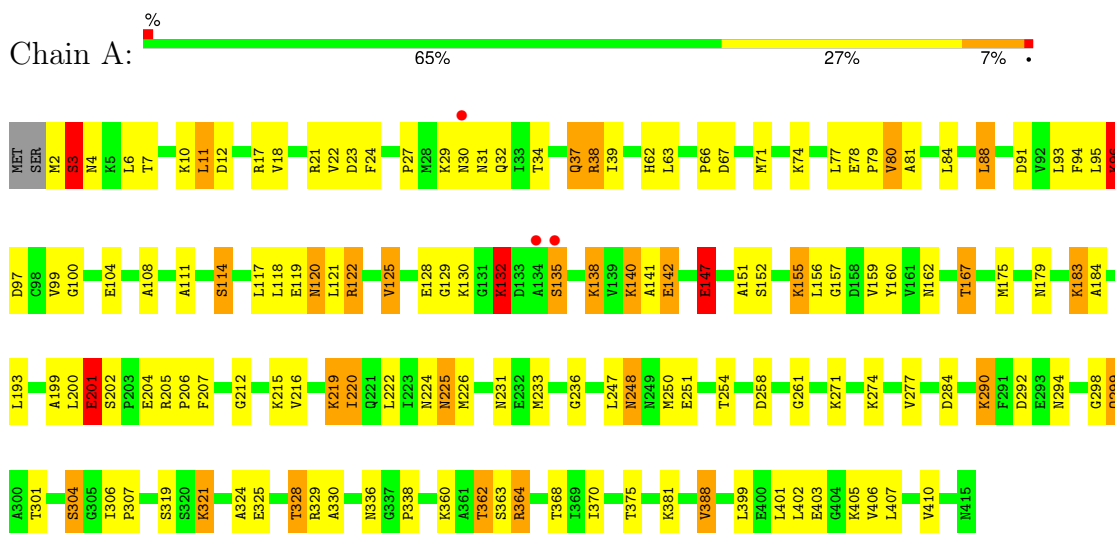 %
Chain A:
65% 27% 7% •
MET SER M2 S3 N4 K5 L6 T7 K10 L11 D12 R17 V18 R21 V22 D23 F24 P27 M28 K29 N30 N31 Q32 I33 T34 Q37 R38 I39 H62 L63 P66 D67 M71 K74 L77 E78 P79 V80 A81 L84 L88 D91 V92 L93 F94 L95 K96
D97 C98 V99 G100 E104 A108 A111 S114 L117 L118 E119 N120 L121 R122 V125 E128 G129 K130 G131 K132 D133 A134 S135 K138 V139 K140 A141 E142 E147 A151 S152 K155 L156 G157 D158 V159 Y160 V161 N162 T167 M175 N179 K183 A184
L193 A199 L200 E201 S202 P203 E204 R205 P206 F207 G212 K215 V216 K219 I220 Q221 L222 I223 N224 N225 M226 N231 E232 M233 G236 L247 N248 N249 M250 E251 T254 D258 G261 K271 K274 V277 D284 K290 F291 D292 E293 N294 G298 Q299
A300 T301 S304 G305 I306 P307 S319 S320 K321 A324 E325 T328 R329 A330 N336 G337 P338 K360 A361 T362 S363 R364 T368 I369 I370 T375 K381 V388 L399 E400 L401 L402 E403 G404 K405 V406 L407 V410 N415